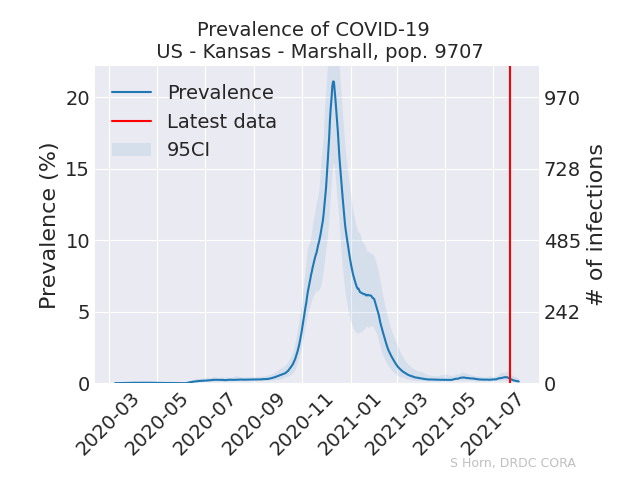 Prevalence of COVID-19
US - Kansas - Marshall, pop. 9707
Prevalence
Latest data
95CI
Prevalence (%)
20
15
10
5
0
970
728
485
242
0
# of infections
2020-03
2020-05
2020-07
2020-09
2020-11
2021-01
2021-03
2021-05
2021-07
S Horn, DRDC CORA